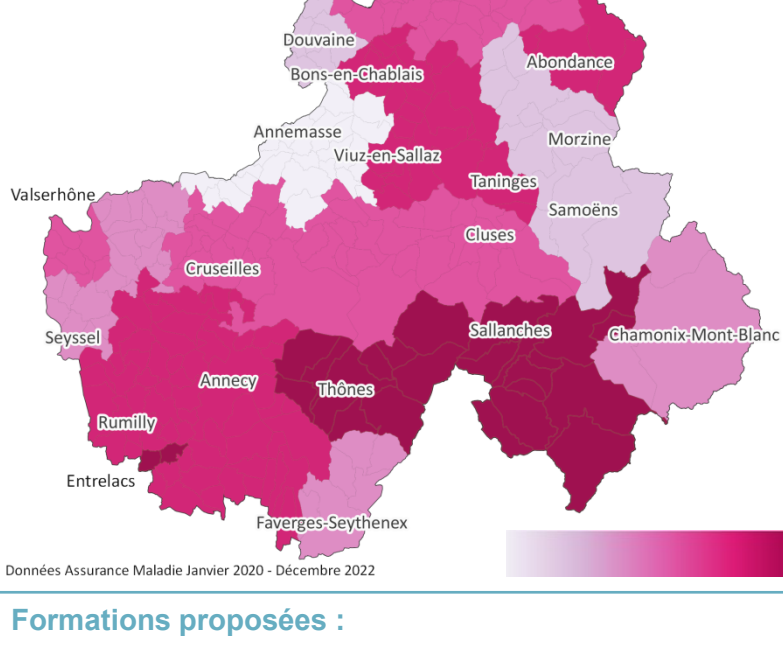 Douvaine
Abondance
Bons-en-Chablais
Annemasse
Morzine
Viuz-en-Sallaz
Taninges
Valserhône
Samoëns
Cluses
Cruseilles
Sallanches
Chamonix-Mont-Blanc
Seyssel
Annecy
Thônes
Rumilly
Entrelacs
Faverges-Seythenex
Données Assurance Maladie Janvier 2020 - Décembre 2022
Formations proposées :